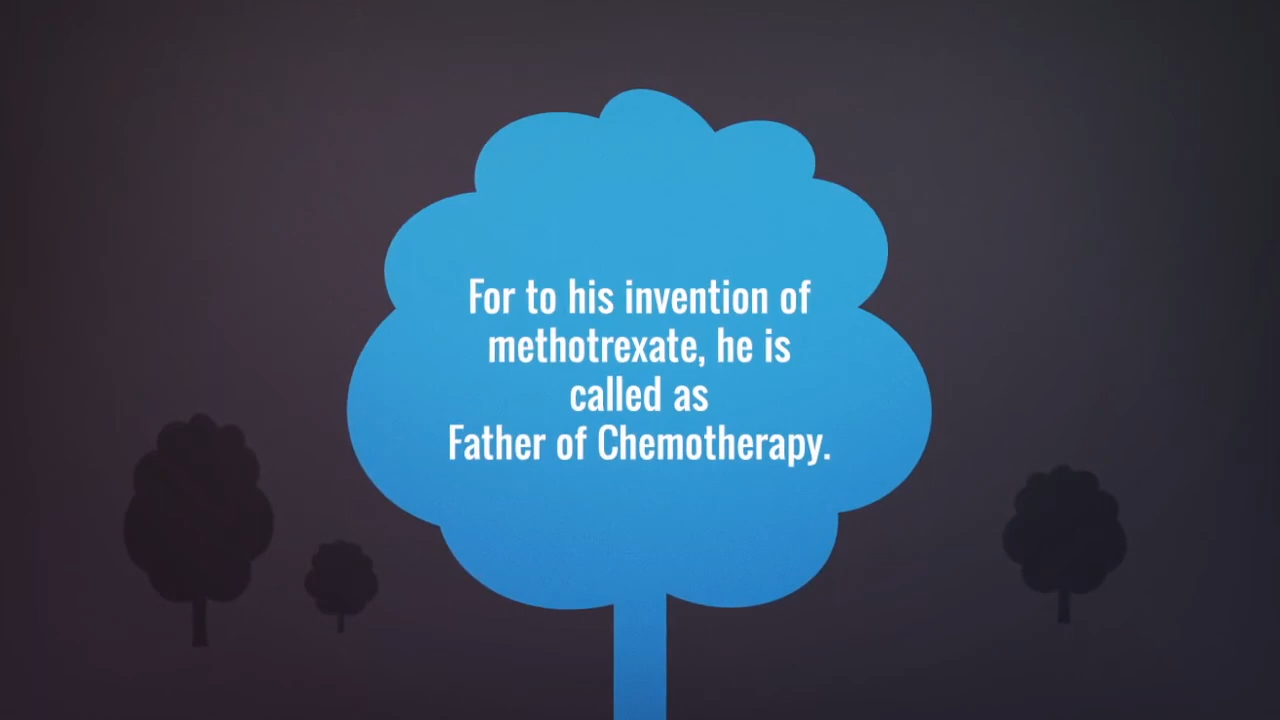 For to his invention of
methotrexate, he is
called as
Father of Chemotherapy.